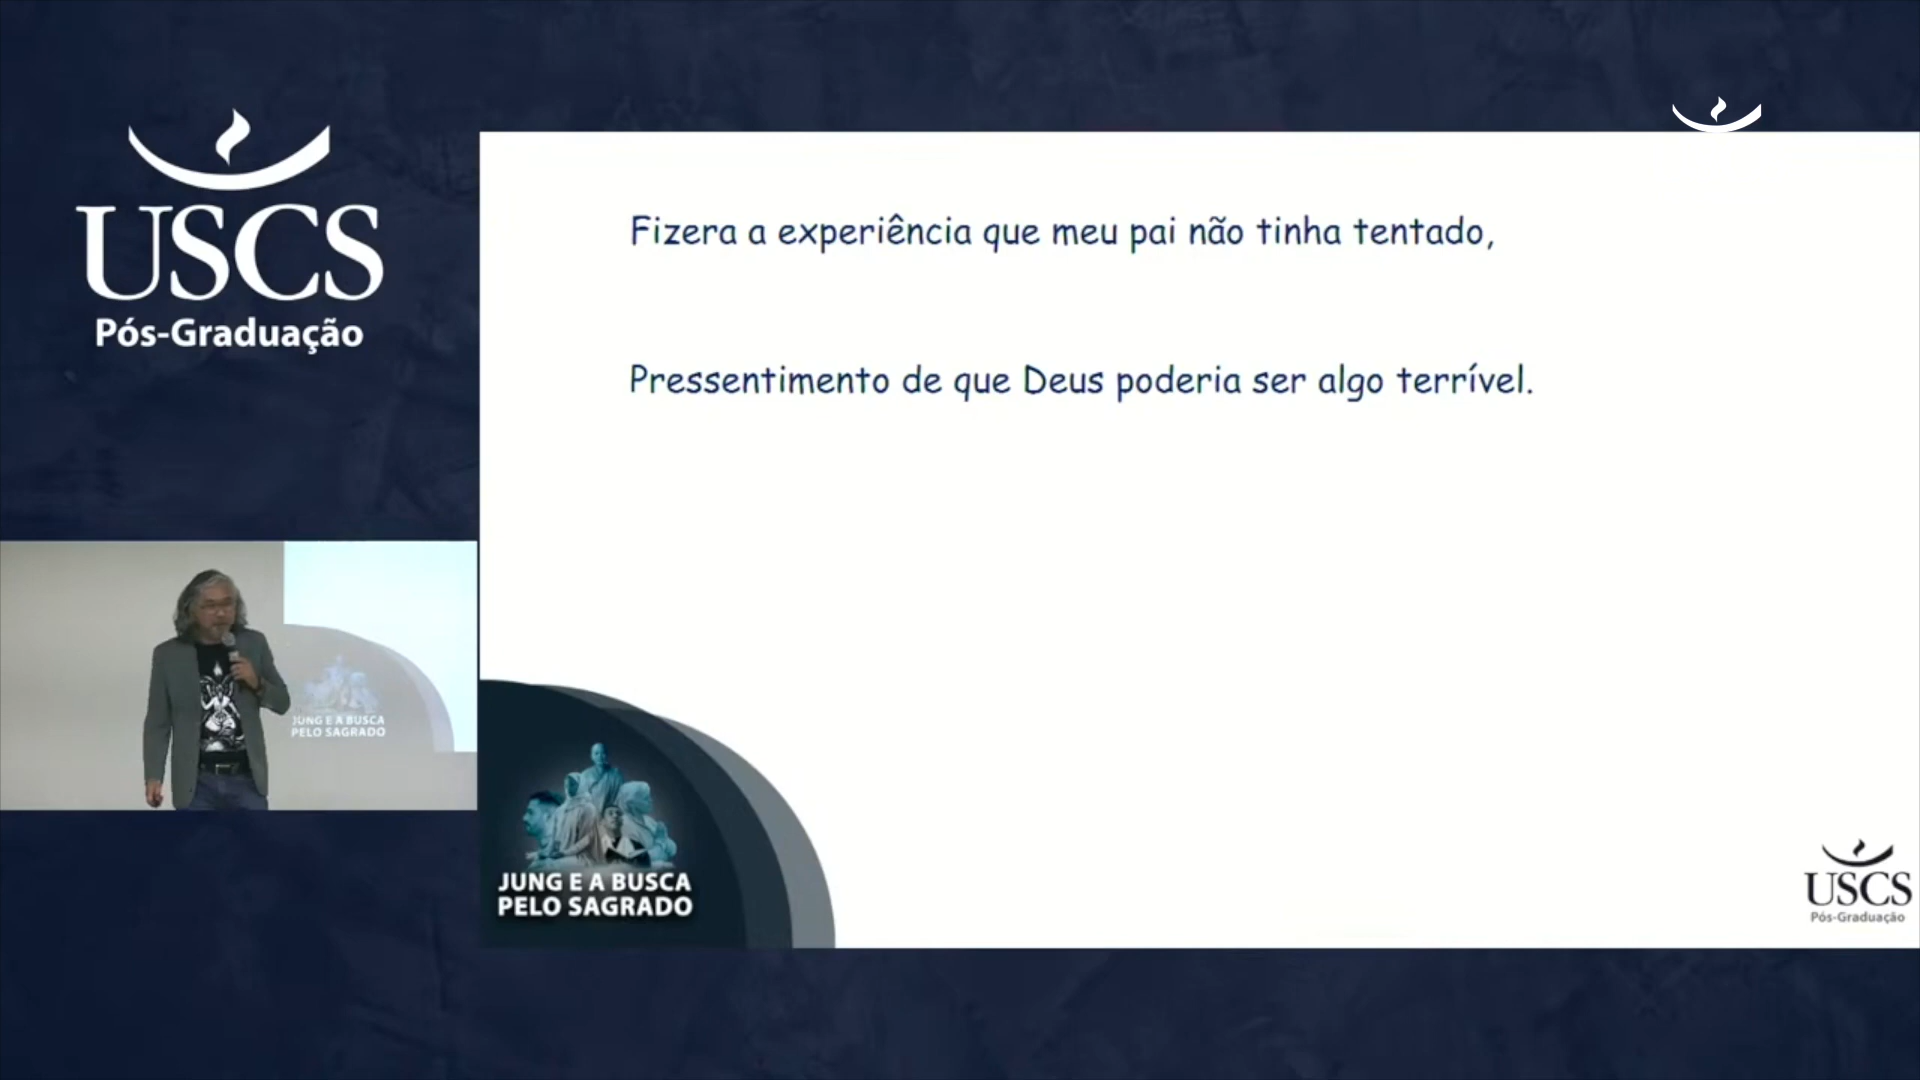 USCS
Pós-Graduação
Fizera a experiência que meu pai não tinha tentado,
Pressentimento de que Deus poderia ser algo terrível.
JUNG E A BUSCA
PELO SAGRADO
JUNG E A BUSCA
PELO SAGRADO
USCS
Pós-Graduação